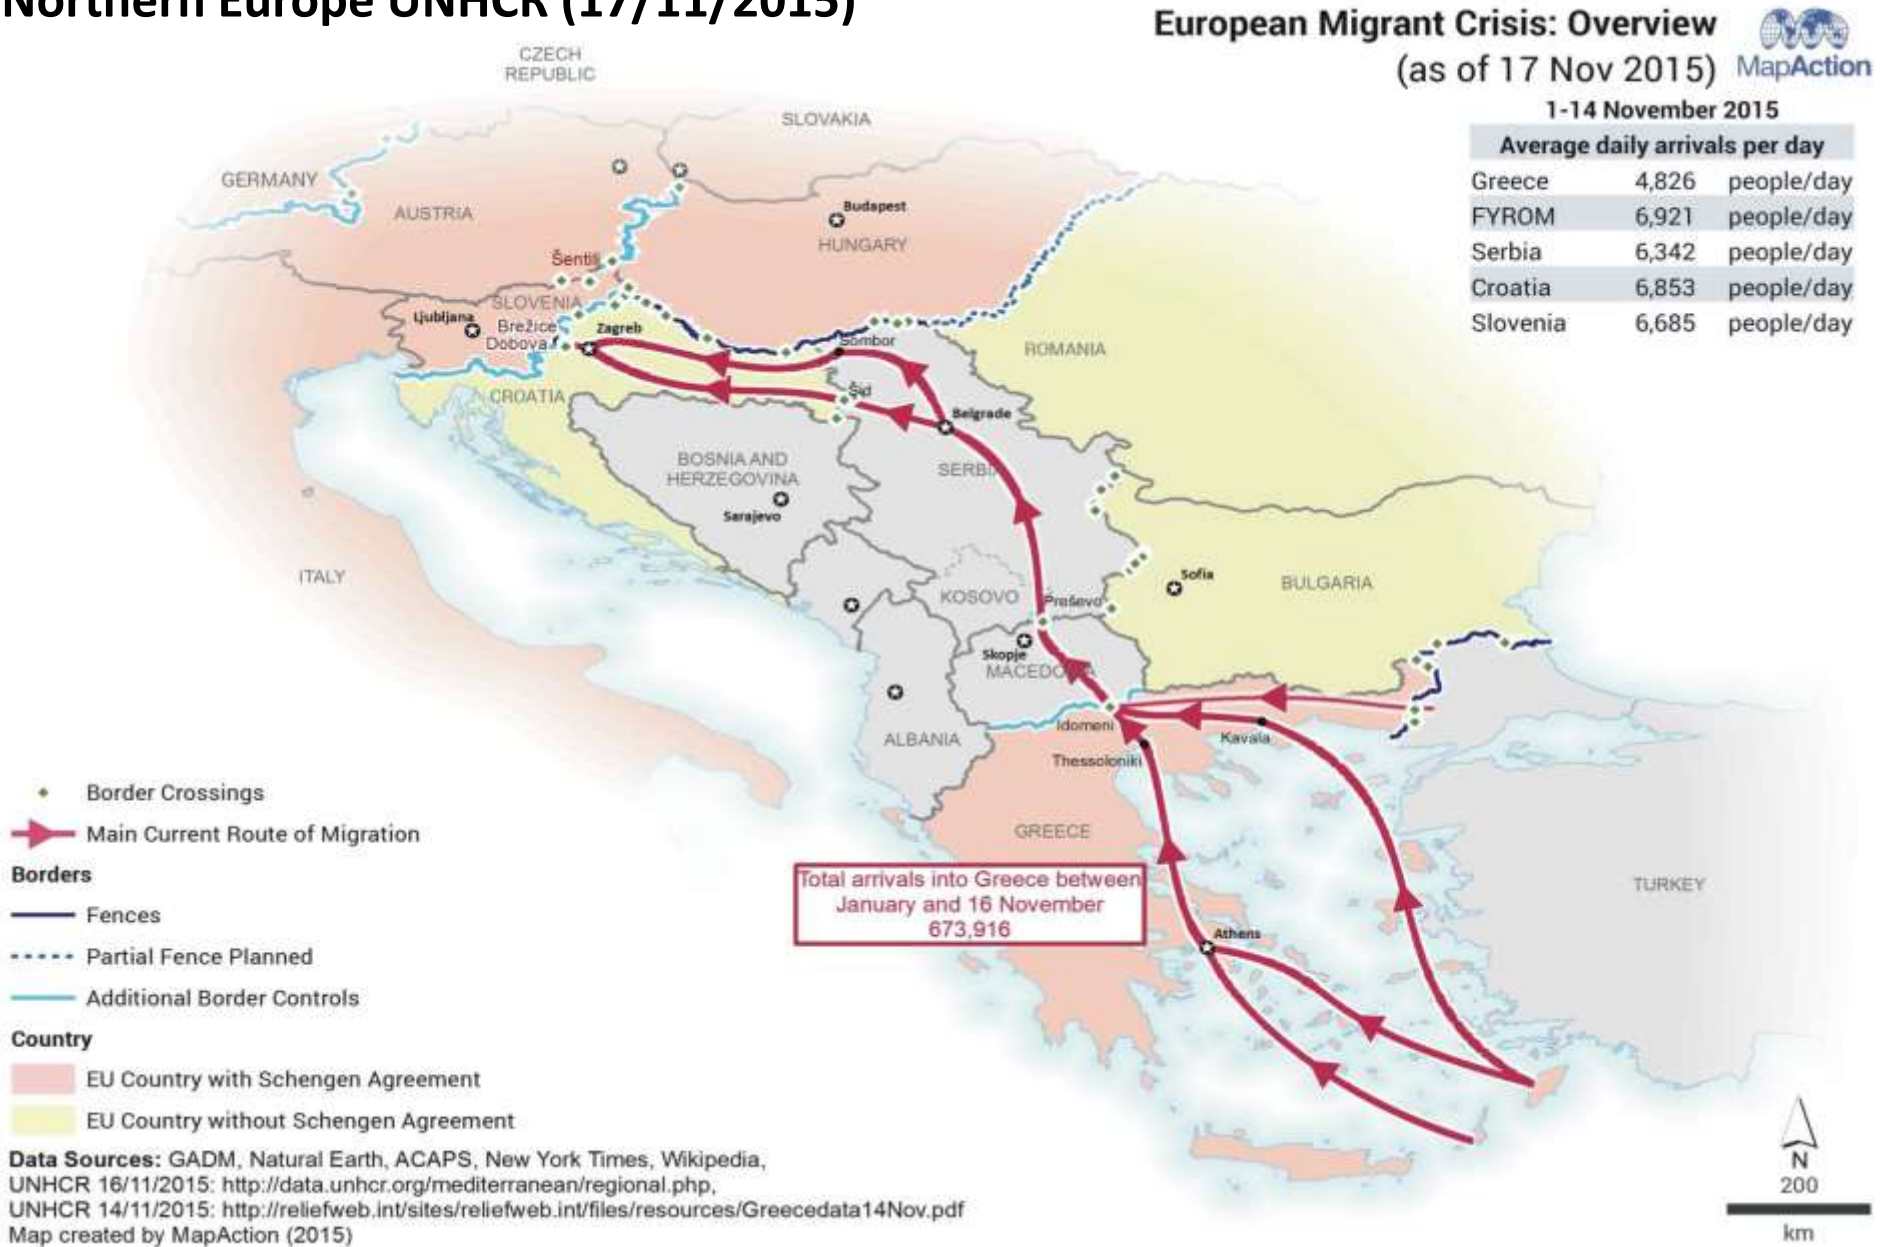 Northern Europe UNHCR (17/11/2015)
European Migrant Crisis: Overview
(as of 17 Nov 2015)
MapAction
1-14 November 2015
Average daily arrivals per day
Greece 4,826 people/day
FYROM 6,921 people/day
Serbia 6,342 people/day
Croatia 6,853 people/day
Slovenia 6,685 people/day
CZECH
REPUBLIC
SLOVAKIA
GERMANY
AUSTRIA
Budapest
HUNGARY
Šentilj
SLOVENIA
Ljubljana
Brežice
Zagreb
Dobova
Sombor
ROMANIA
CROATIA
Šid
Belgrade
BOSNIA AND
HERZEGOVINA
SERBIA
Sarajevo
ITALY
Sofia
BULGARIA
KOSOVO
Preševo
Skopje
MACEDONIA
Idomeni
Kavala
ALBANIA
Thessoloniki
GREECE
TURKEY
Total arrivals into Greece between
January and 16 November
673,916
Athens
Border Crossings
Main Current Route of Migration
Borders
Fences
Partial Fence Planned
Additional Border Controls
Country
EU Country with Schengen Agreement
EU Country without Schengen Agreement
Data Sources: GADM, Natural Earth, ACAPS, New York Times, Wikipedia,
UNHCR 16/11/2015: http://data.unhcr.org/mediterranean/regional.php,
UNHCR 14/11/2015: http://reliefweb.int/sites/reliefweb.int/files/resources/Greecedata14Nov.pdf
Map created by MapAction (2015)
N
200
km